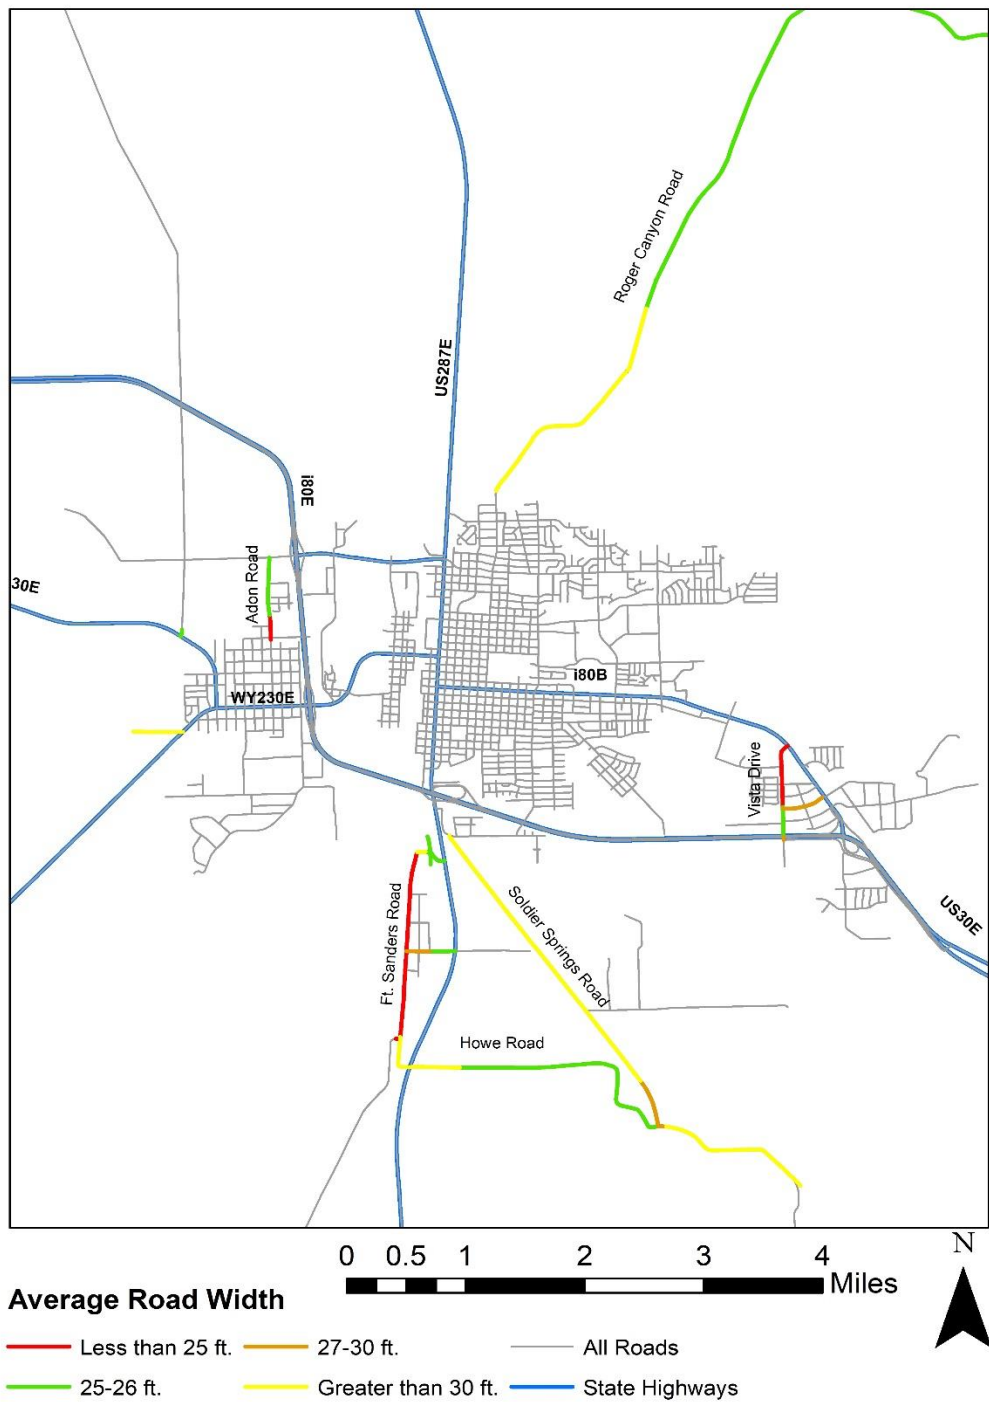 Roger Canyon Road
US287E
i80E
30E
Adon Road
i80B
WY230E
Vista Drive
Ft. Sanders Road
Soldier Springs Road
US30E
Howe Road
0 0.5 1 2 3 4
Miles
N
Average Road Width
Less than 25 ft.
27-30 ft.
All Roads
25-26 ft.
Greater than 30 ft.
State Highways